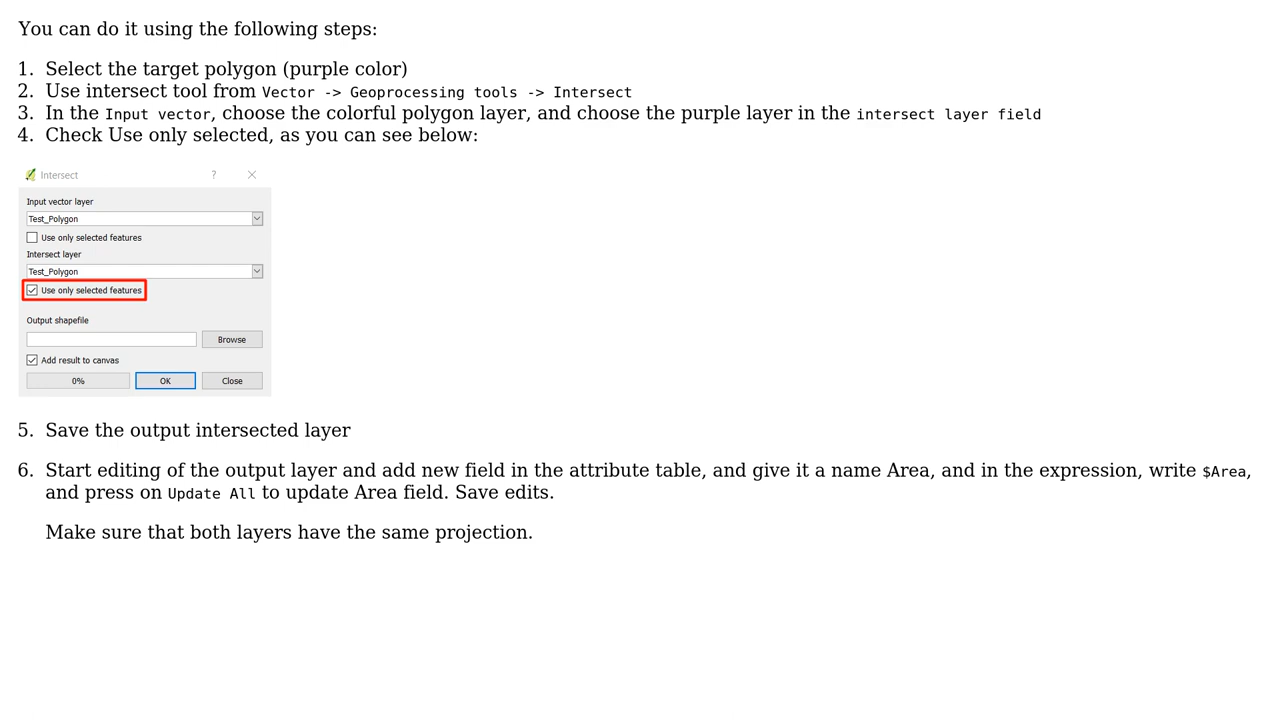 You can do it using the following steps:
1. Select the target polygon (purple color)
2. Use intersect tool from Vector -> Geoprocessing tools -> Intersect
3. In the Input vector, choose the colorful polygon layer, and choose the purple layer in the intersect layer field
4. Check Use only selected, as you can see below:
Intersect ?
Input vector layer
Test_Polygon
Use only selected features
Intersect layer
Test_Polygon
Use only selected features
Output shapefile
Browse
Add result to canvas
0% OK Close
5. Save the output intersected layer
6. Start editing of the output layer and add new field in the attribute table, and give it a name Area, and in the expression, write $Area,
and press on Update All to update Area field. Save edits.
Make sure that both layers have the same projection.